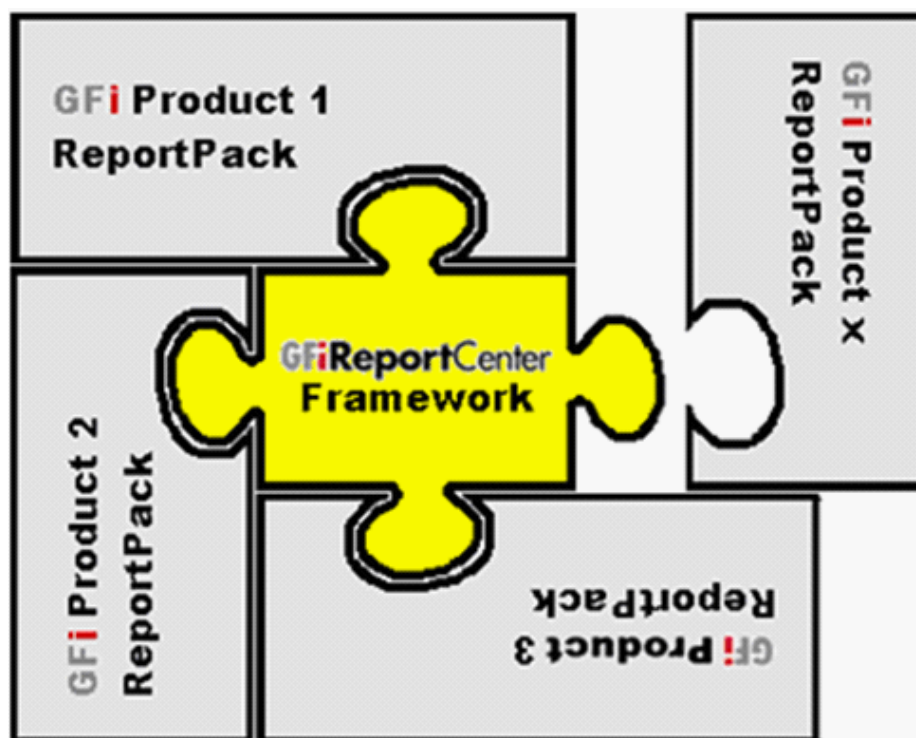 GFi Product 1
ReportPack
GFi Product x
ReportPack
GFiReportCenter
Framework
GFi Product 2
ReportPack
GFi Product 3
ReportPack